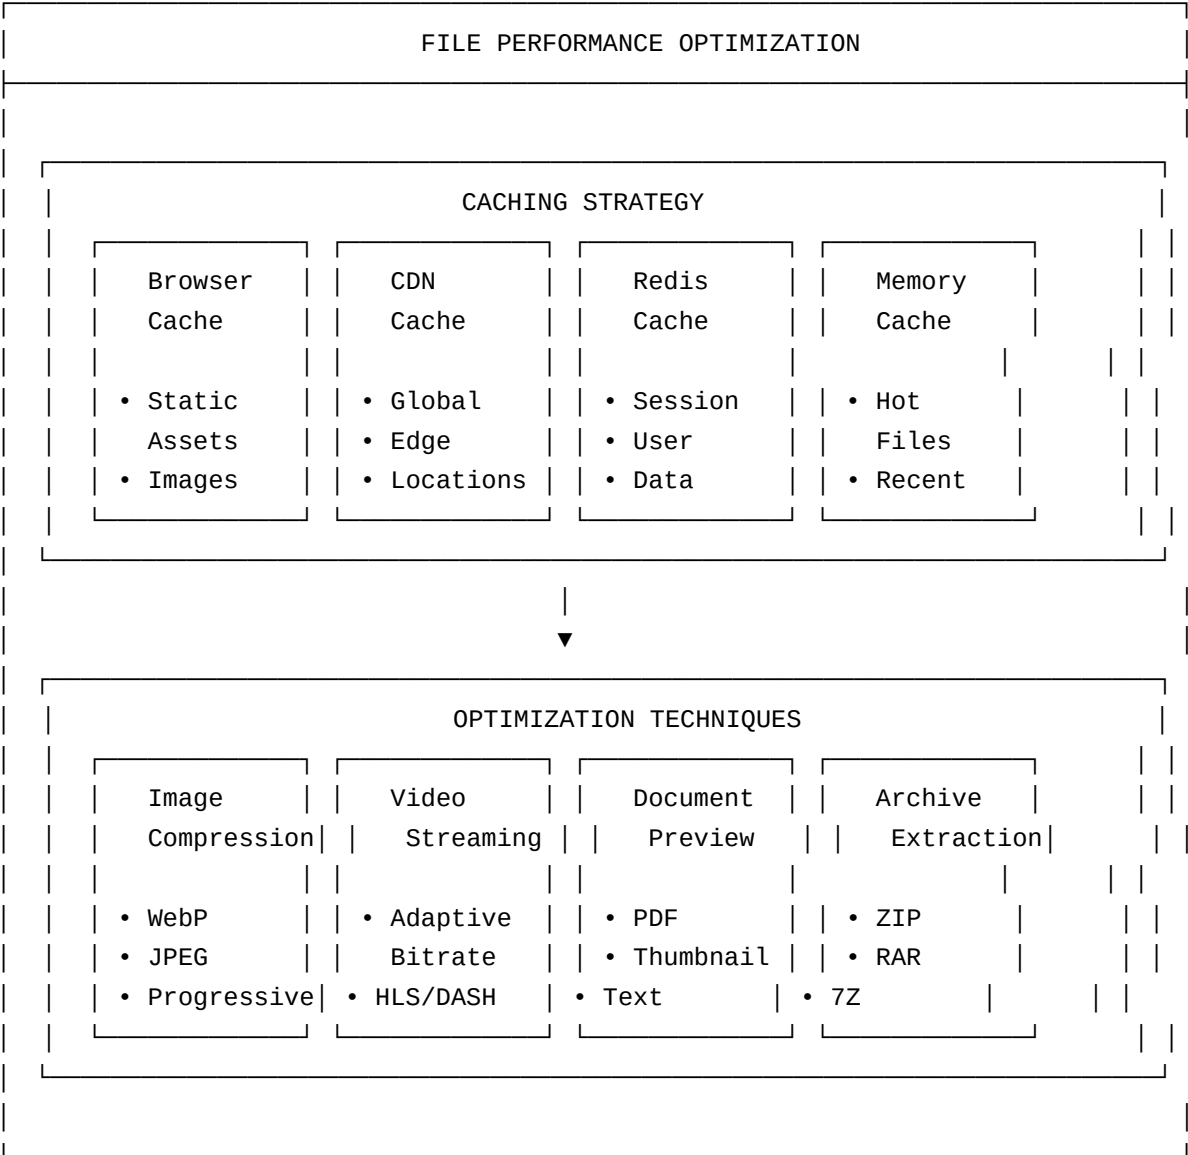 FILE PERFORMANCE OPTIMIZATION
CACHING STRATEGY
Browser CDN Redis Memory
Cache Cache Cache Cache
• Static • Global • Session • Hot
Assets • Edge • User Files
• Images • Locations • Data • Recent
▼
OPTIMIZATION TECHNIQUES
Image Video Document Archive
Compression Streaming Preview Extraction
• WebP • Adaptive • PDF • ZIP
• JPEG Bitrate • Thumbnail • RAR
• Progressive • HLS/DASH • Text • 7Z